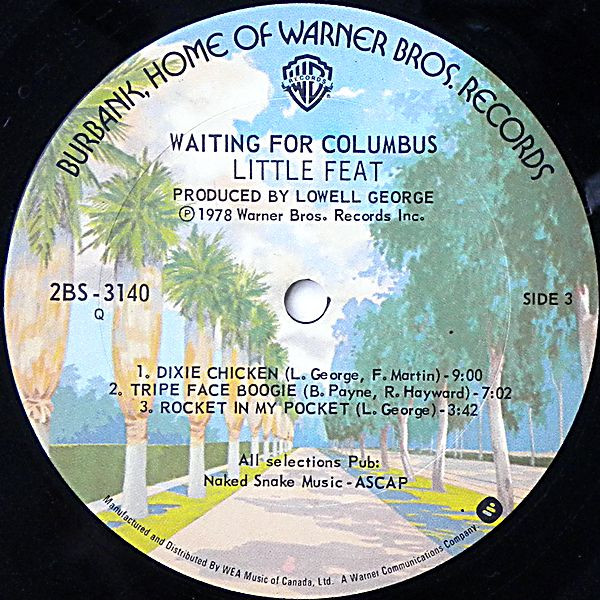 BURBANK, HOME OF WARNER BROS. RECORDS
W B
RECORDS
®
WAITING FOR COLUMBUS
LITTLE FEAT
PRODUCED BY LOWELL GEORGE
℗ 1978 Warner Bros. Records Inc.
2BS-3140
Q
SIDE 3
1. DIXIE CHICKEN (L. George, F. Martin)-9:00
2. TRIPE FACE BOOGIE (B. Payne, R. Hayward)-7:02
3. ROCKET IN MY POCKET (L. George)-3:42
All selections Pub:
Naked Snake Music-ASCAP
Manufactured and Distributed By WEA Music of Canada, Ltd. A Warner Communications Company.